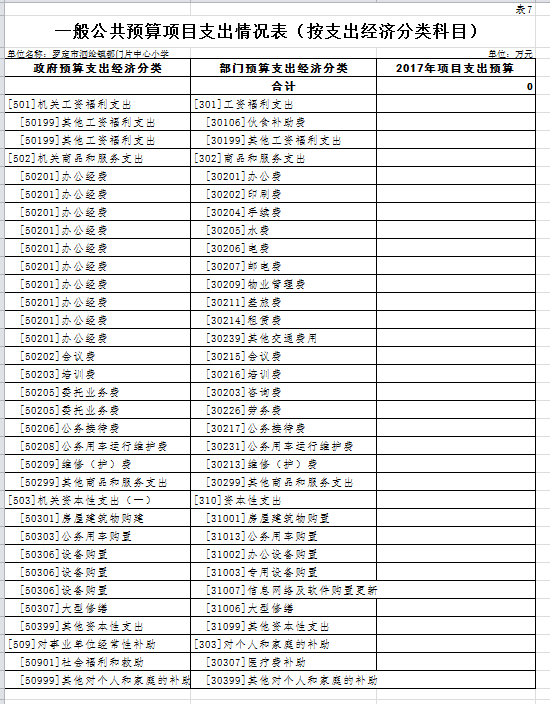 表7
一般公共预算项目支出情况表（按支出经济分类科目）
单位名称：罗定市泗纶镇都门片中心小学 单位：万元
政府预算支出经济分类 部门预算支出经济分类 2017年项目支出预算
合计 0
[501]机关工资福利支出 [301]工资福利支出
[50199]其他工资福利支出 [30106]伙食补助费
[50199]其他工资福利支出 [30199]其他工资福利支出
[502]机关商品和服务支出 [302]商品和服务支出
[50201]办公经费 [30201]办公费
[50201]办公经费 [30202]印刷费
[50201]办公经费 [30204]手续费
[50201]办公经费 [30205]水费
[50201]办公经费 [30206]电费
[50201]办公经费 [30207]邮电费
[50201]办公经费 [30209]物业管理费
[50201]办公经费 [30211]差旅费
[50201]办公经费 [30214]租赁费
[50201]办公经费 [30239]其他交通费用
[50202]会议费 [30215]会议费
[50203]培训费 [30216]培训费
[50205]委托业务费 [30203]咨询费
[50205]委托业务费 [30226]劳务费
[50206]公务接待费 [30217]公务接待费
[50208]公务用车运行维护费 [30231]公务用车运行维护费
[50209]维修（护）费 [30213]维修（护）费
[50299]其他商品和服务支出 [30299]其他商品和服务支出
[503]机关资本性支出（一） [310]资本性支出
[50301]房屋建筑物购建 [31001]房屋建筑物购置
[50303]公务用车购置 [31013]公务用车购置
[50306]设备购置 [31002]办公设备购置
[50306]设备购置 [31003]专用设备购置
[50306]设备购置 [31007]信息网络及软件购置更新
[50307]大型修缮 [31006]大型修缮
[50399]其他资本性支出 [31099]其他资本性支出
[509]对事业单位经常性补助 [303]对个人和家庭的补助
[50901]社会福利和救助 [30307]医疗费补助
[50999]其他对个人和家庭的补助 [30399]其他对个人和家庭的补助